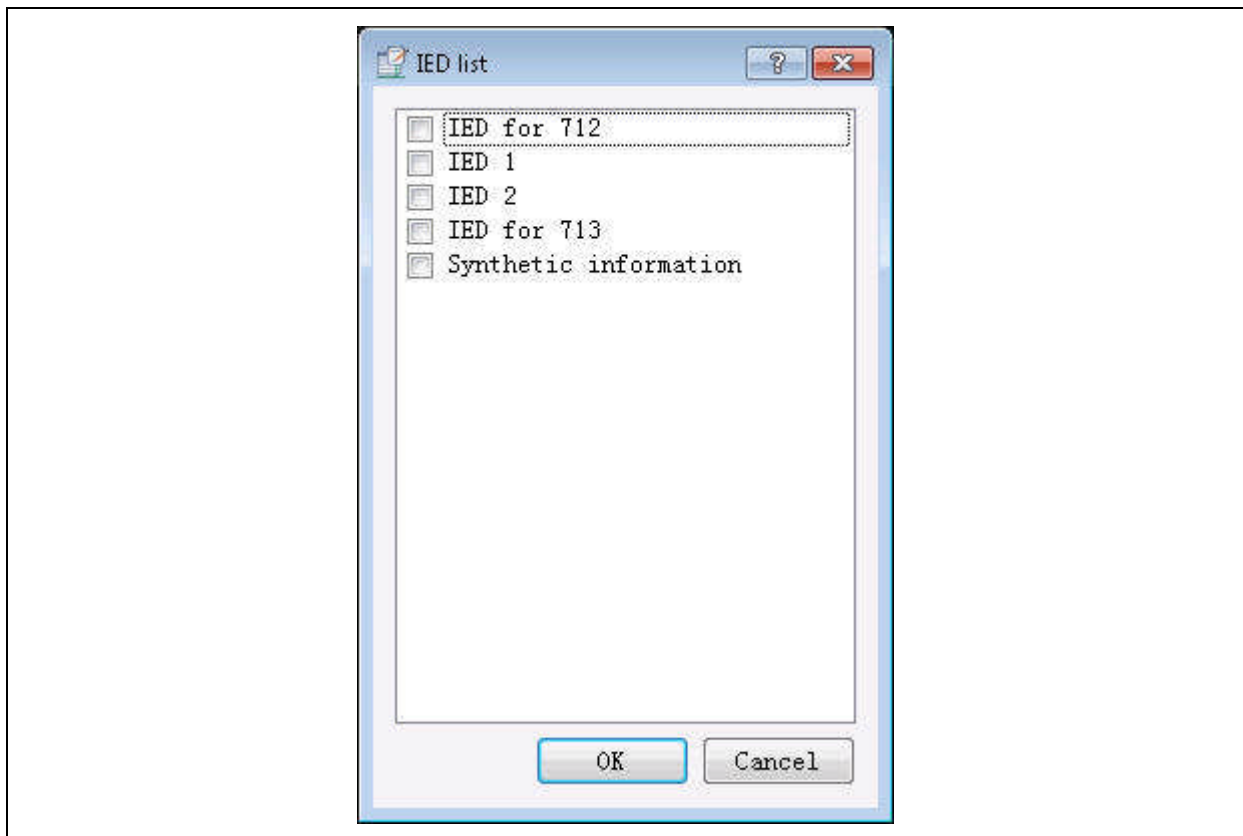 IED list
IED for 712
IED 1
IED 2
IED for 713
Synthetic information
OK Cancel